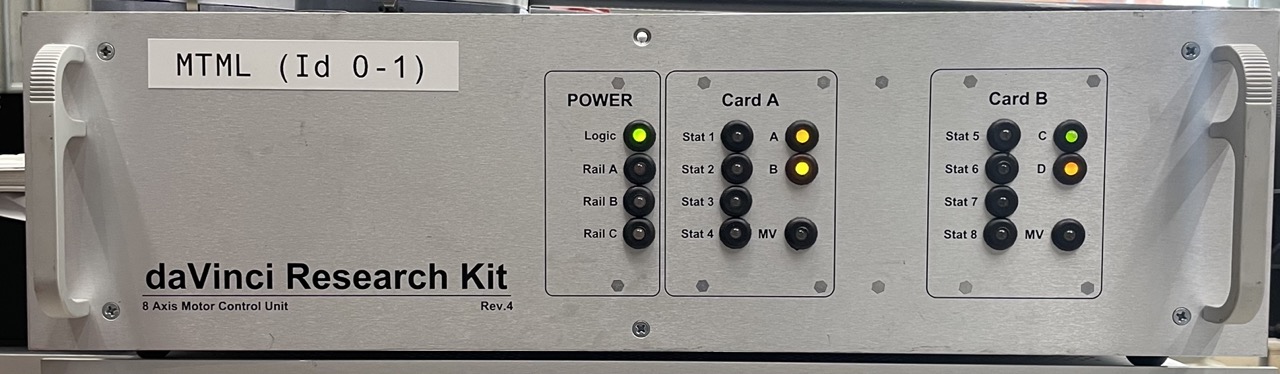 MTML (Id 0-1)
POWER
Logic
Rail A
Rail B
Rail C
Card A
Stat 1 A
Stat 2 B
Stat 3
Stat 4 MV
Card B
Stat 5 C
Stat 6 D
Stat 7
Stat 8 MV
daVinci Research Kit
8 Axis Motor Control Unit Rev.4